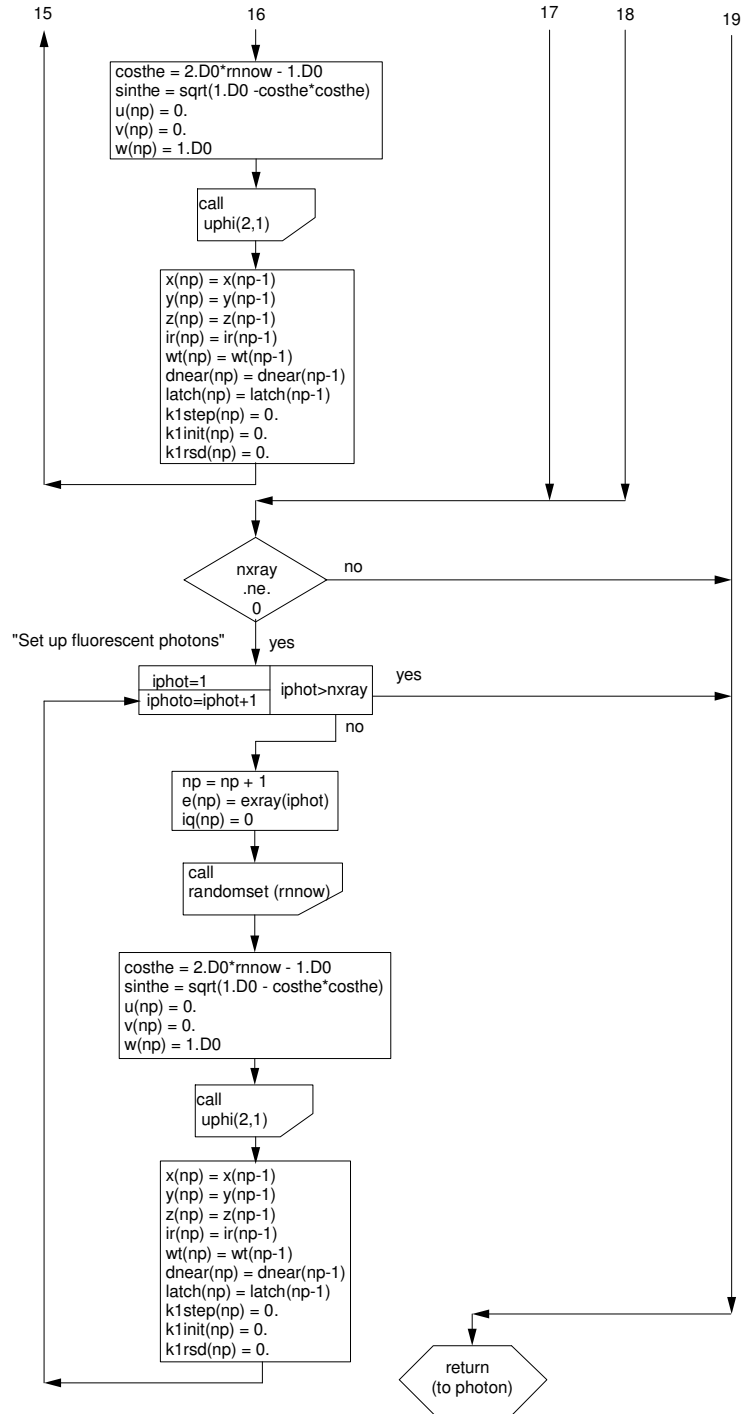 15 16 17 18 19
costhe = 2.D0*rnnow - 1.D0
sinthe = sqrt(1.D0 -costhe*costhe)
u(np) = 0.
v(np) = 0.
w(np) = 1.D0
call
uphi(2,1)
x(np) = x(np-1)
y(np) = y(np-1)
z(np) = z(np-1)
ir(np) = ir(np-1)
wt(np) = wt(np-1)
dnear(np) = dnear(np-1)
latch(np) = latch(np-1)
k1step(np) = 0.
k1init(np) = 0.
k1rsd(np) = 0.
nxray
.ne.
0
no
"Set up fluorescent photons"
yes
iphot=1
iphoto=iphot+1
iphot>nxray
yes
no
np = np + 1
e(np) = exray(iphot)
iq(np) = 0
call
randomset (rnnow)
costhe = 2.D0*rnnow - 1.D0
sinthe = sqrt(1.D0 - costhe*costhe)
u(np) = 0.
v(np) = 0.
w(np) = 1.D0
call
uphi(2,1)
x(np) = x(np-1)
y(np) = y(np-1)
z(np) = z(np-1)
ir(np) = ir(np-1)
wt(np) = wt(np-1)
dnear(np) = dnear(np-1)
latch(np) = latch(np-1)
k1step(np) = 0.
k1init(np) = 0.
k1rsd(np) = 0.
return
(to photon)